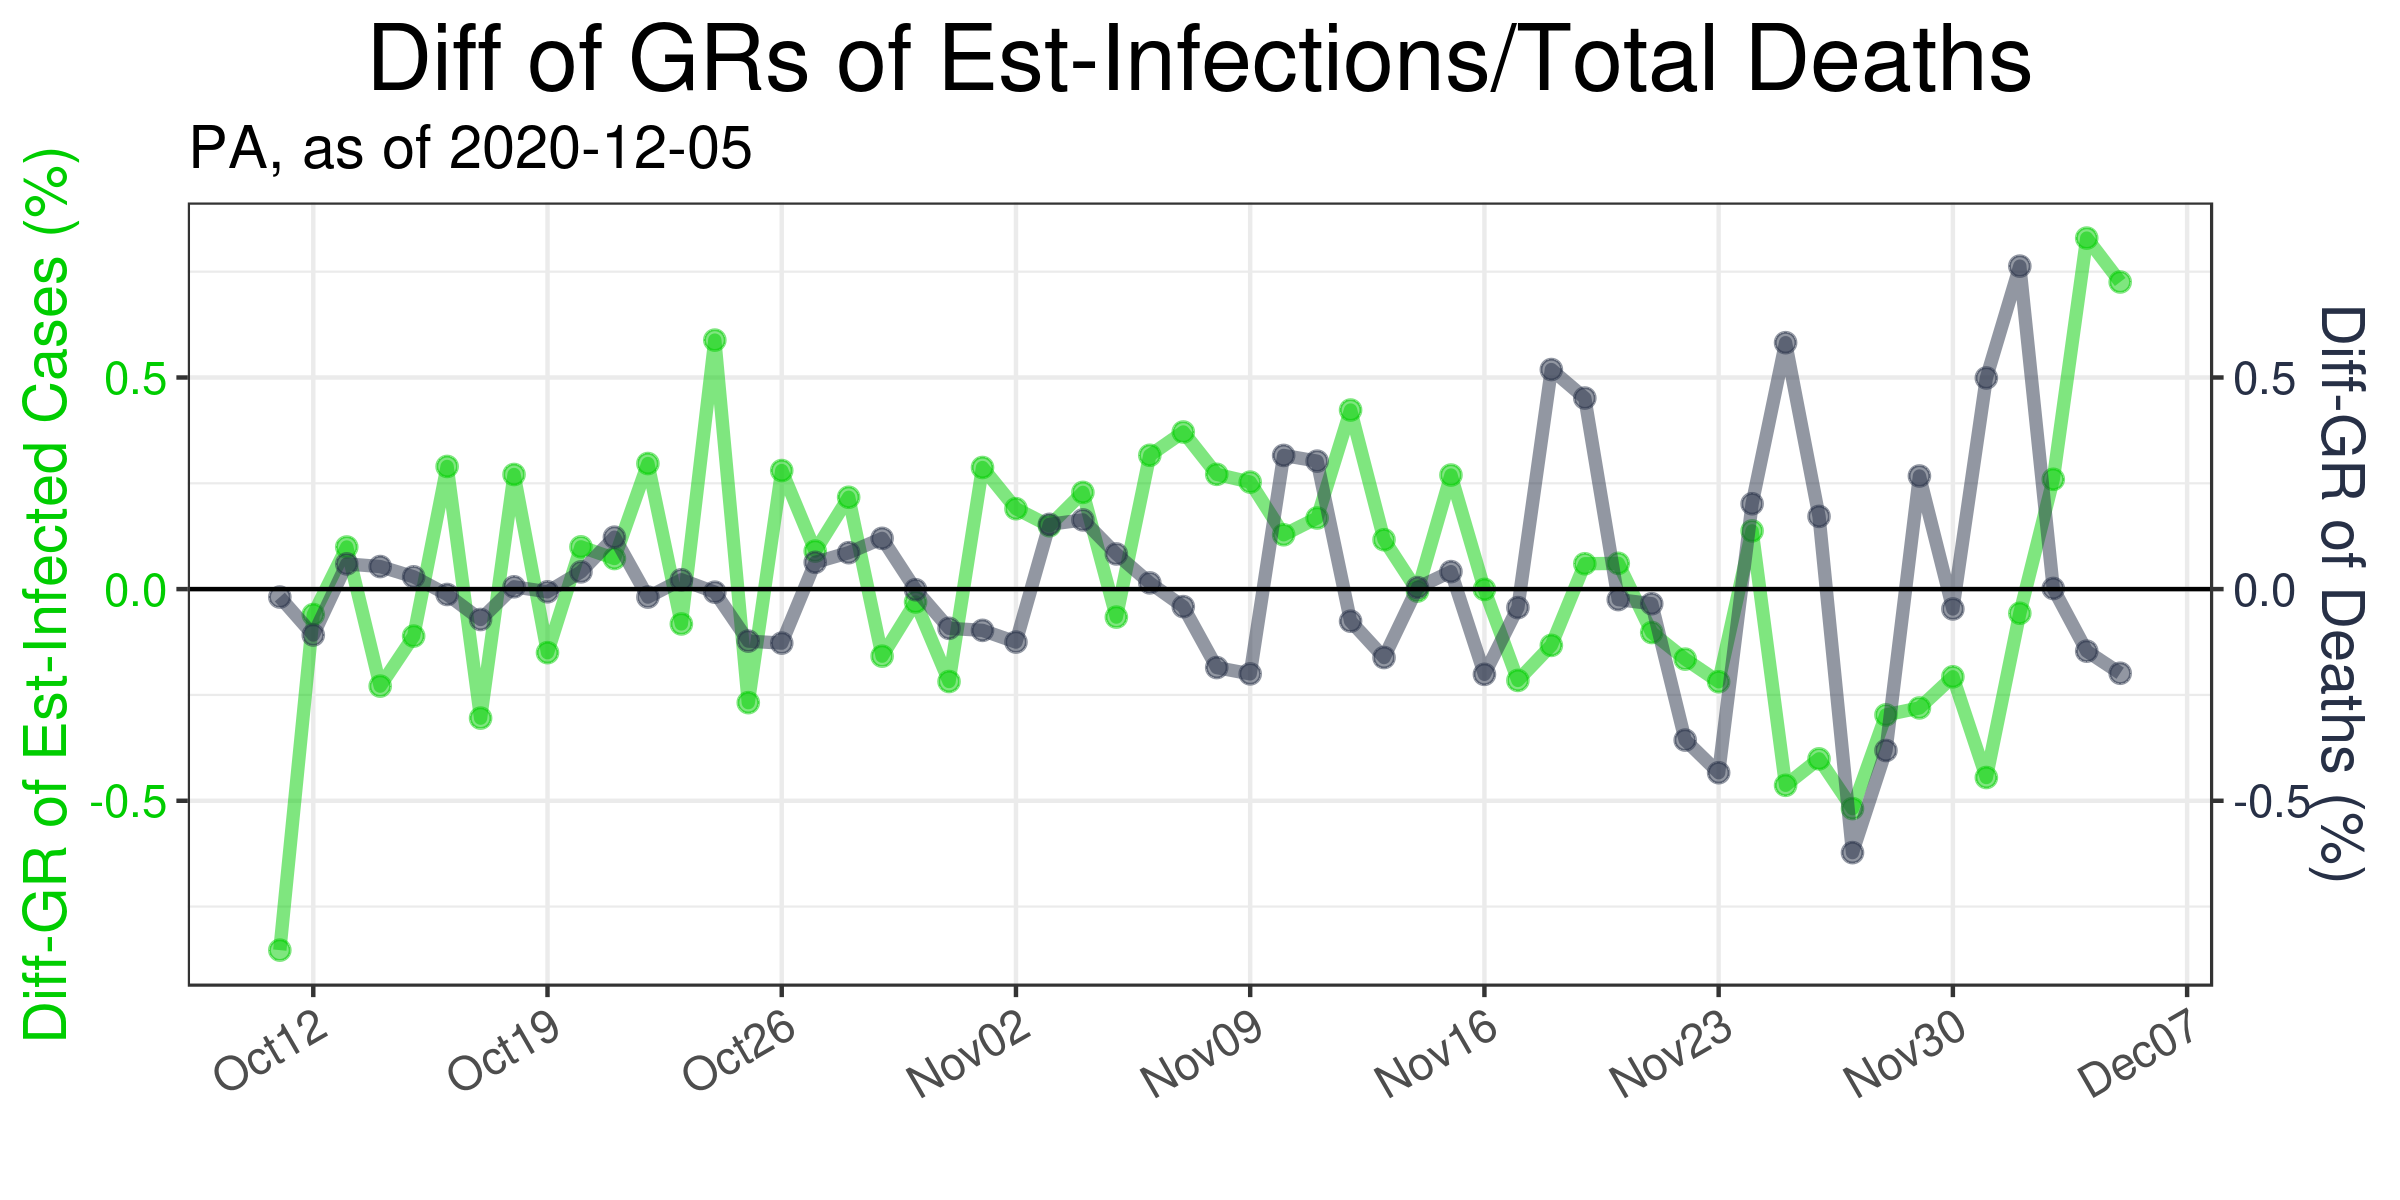 Diff of GRs of Est-Infections/Total Deaths
PA, as of 2020-12-05
Diff-GR of Est-Infected Cases (%)
0.5
0.0
-0.5
0.5
0.0
-0.5
Diff-GR of Deaths (%)
Oct12
Oct19
Oct26
Nov02
Nov09
Nov16
Nov23
Nov30
Dec07